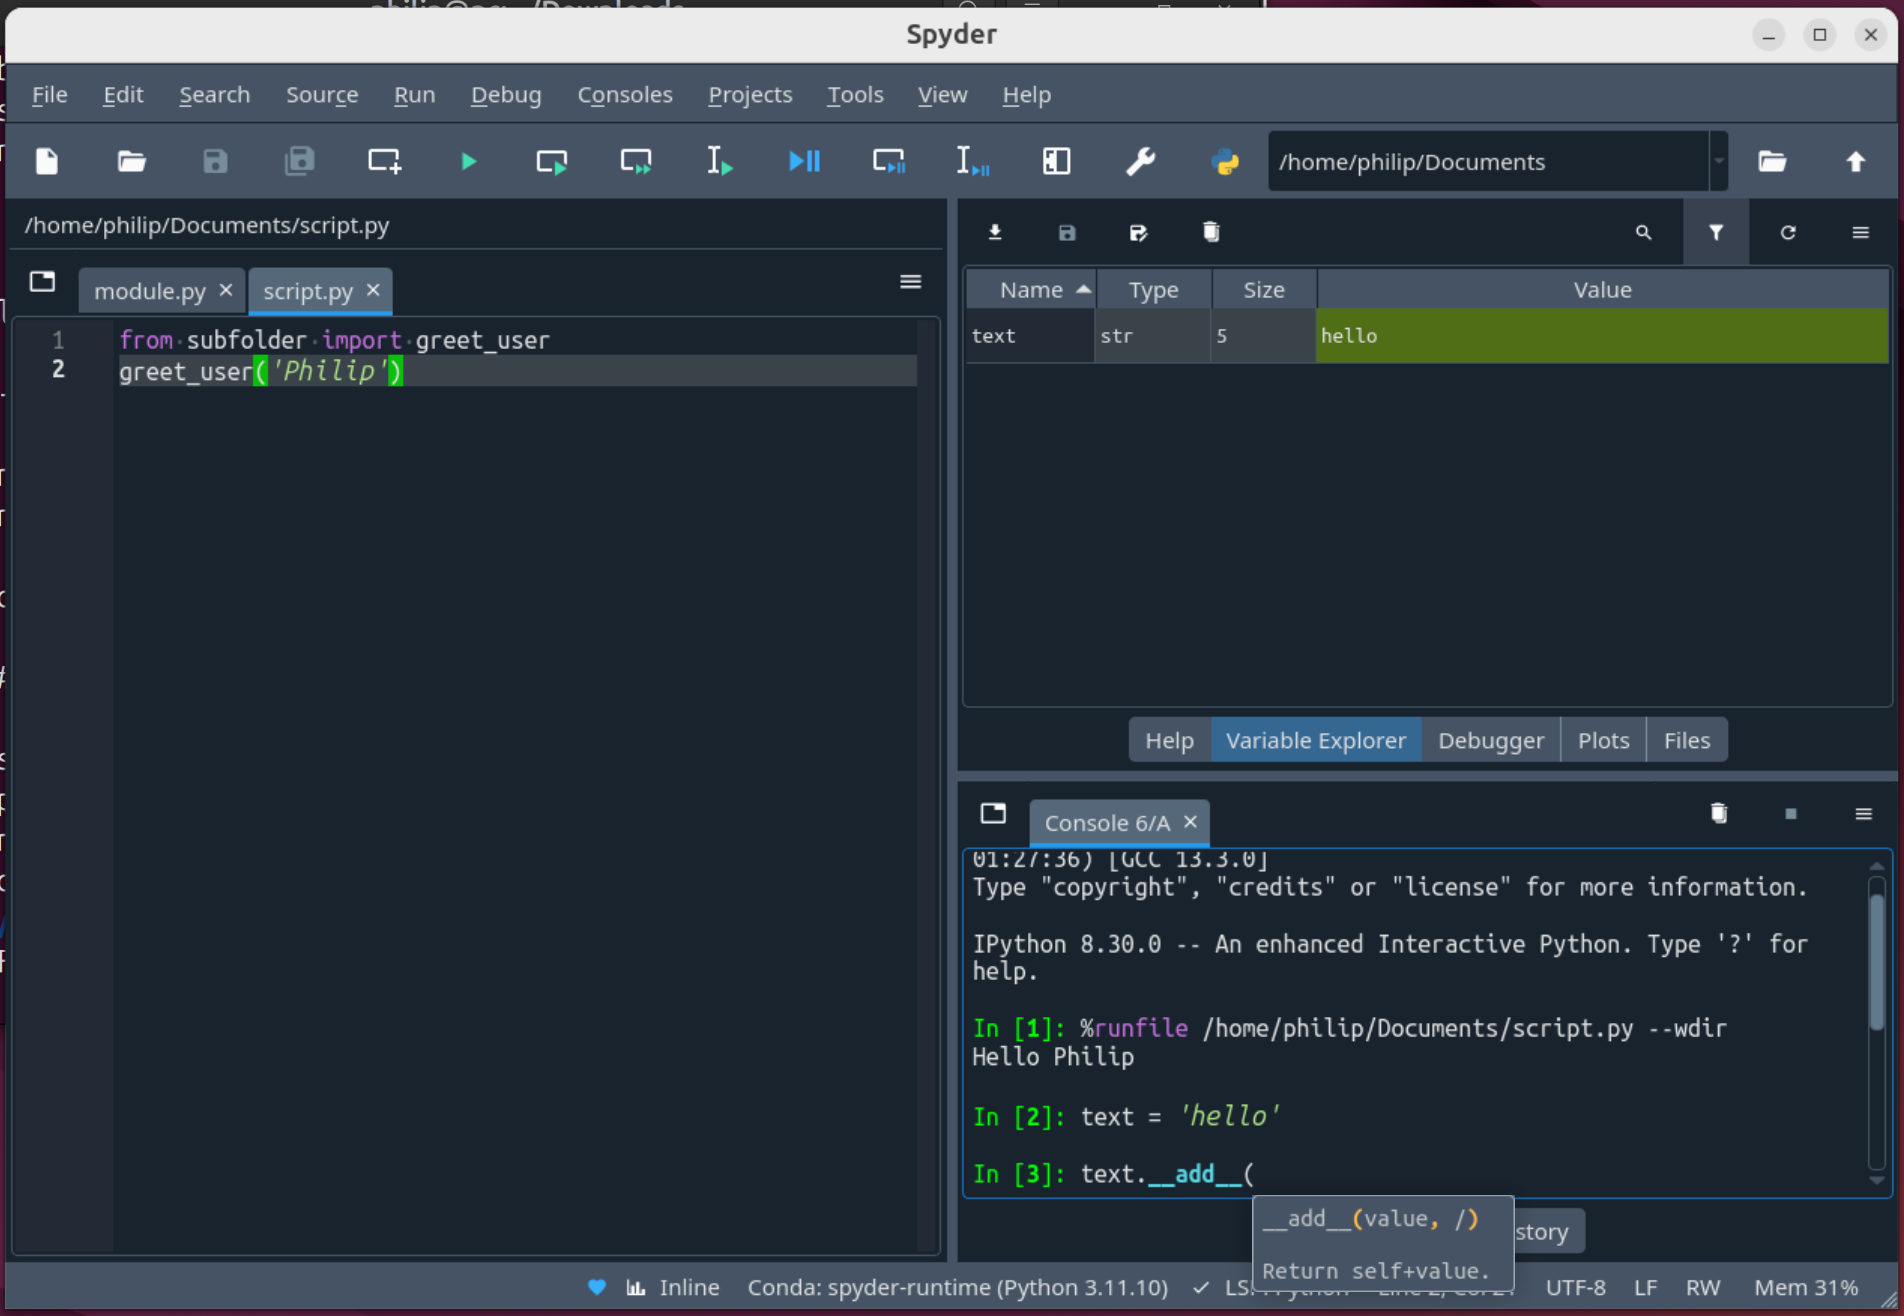 Spyder
File Edit Search Source Run Debug Consoles Projects Tools View Help
/home/philip/Documents
/home/philip/Documents/script.py
module.py script.py
1 from subfolder import greet_user
2 greet_user('Philip')
Name Type Size Value
text str 5 hello
Help Variable Explorer Debugger Plots Files
Console 6/A
01:27:36) [GCC 13.3.0]
Type "copyright", "credits" or "license" for more information.
IPython 8.30.0 -- An enhanced Interactive Python. Type '?' for
help.
In [1]: %runfile /home/philip/Documents/script.py --wdir
Hello Philip
In [2]: text = 'hello'
In [3]: text.__add__(
__add__(value, /)
Return self+value.
story
Inline Conda: spyder-runtime (Python 3.11.10) UTF-8 LF RW Mem 31%